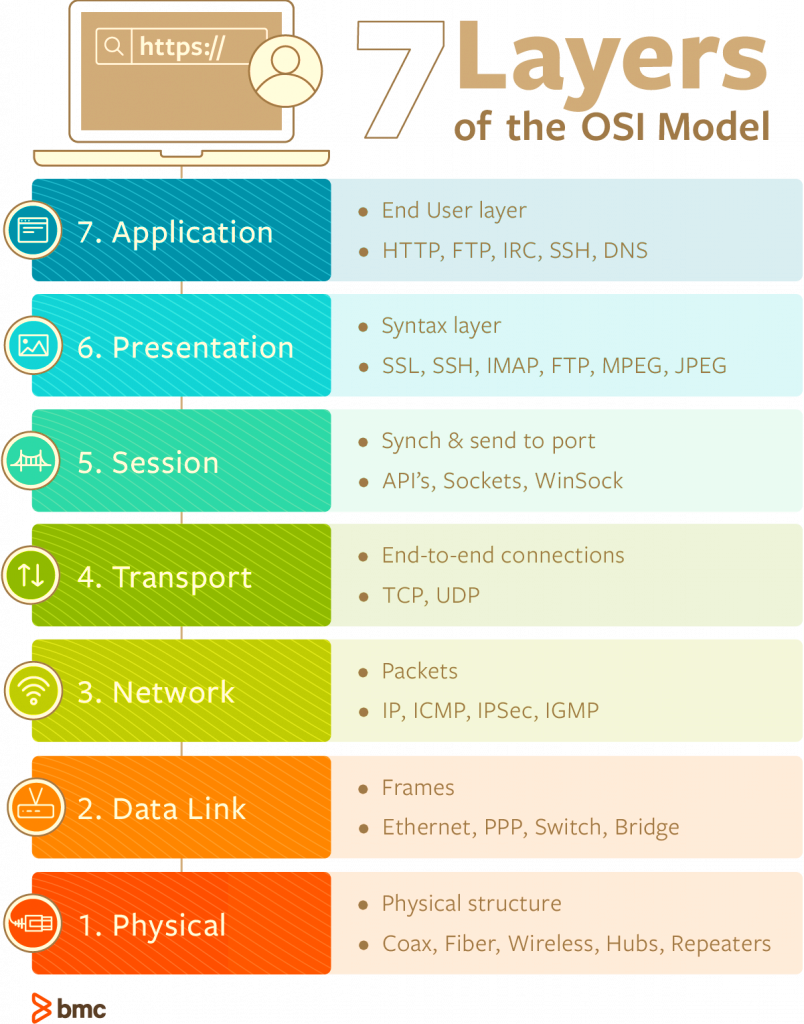 https://
7 Layers
of the OSI Model
7. Application
• End User layer
• HTTP, FTP, IRC, SSH, DNS
6. Presentation
• Syntax layer
• SSL, SSH, IMAP, FTP, MPEG, JPEG
5. Session
• Synch & send to port
• API's, Sockets, WinSock
4. Transport
• End-to-end connections
• TCP, UDP
3. Network
• Packets
• IP, ICMP, IPSec, IGMP
2. Data Link
• Frames
• Ethernet, PPP, Switch, Bridge
1. Physical
• Physical structure
• Coax, Fiber, Wireless, Hubs, Repeaters
bmc